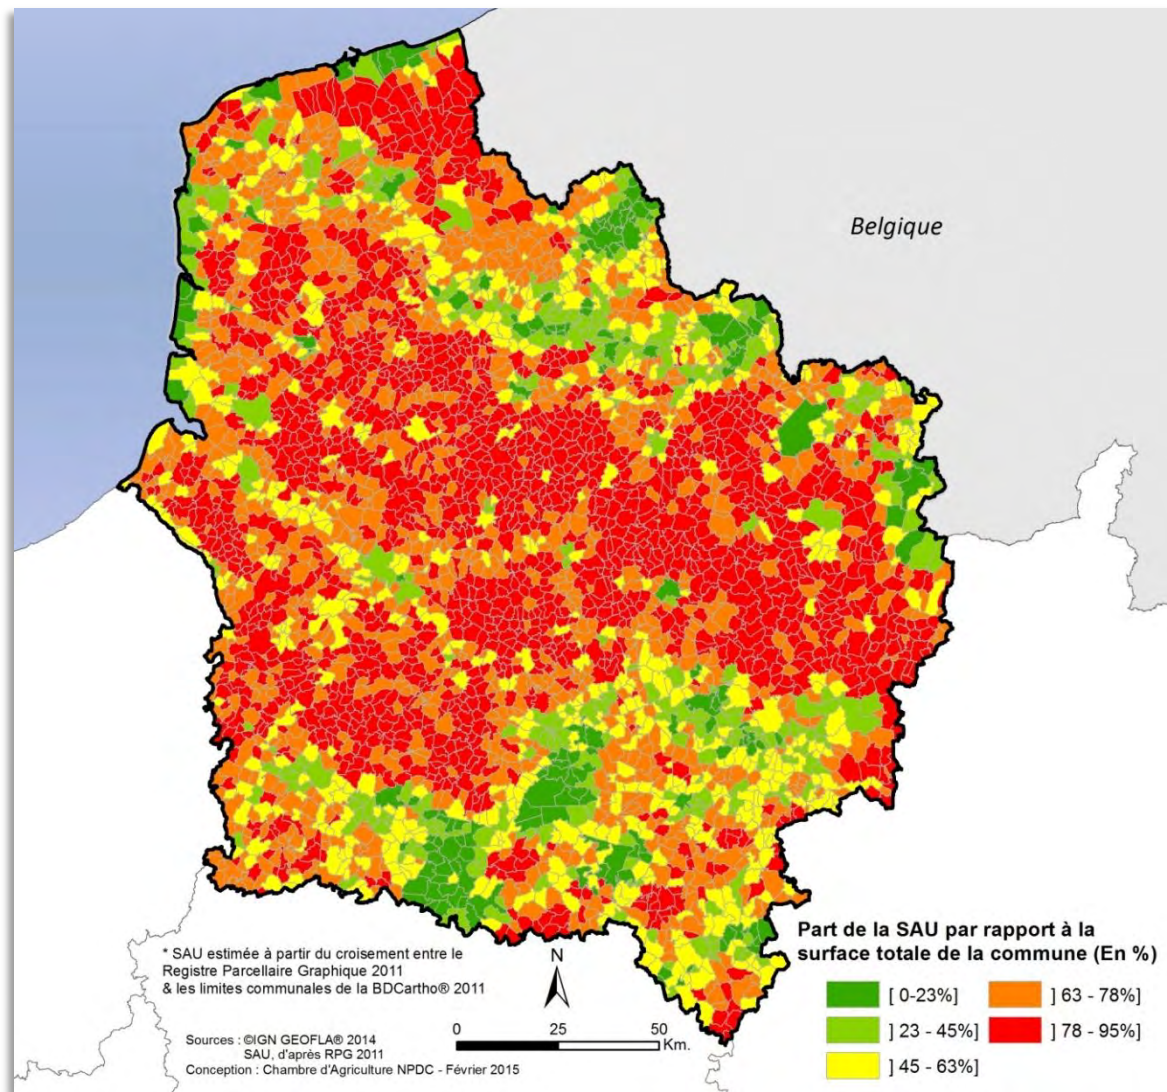 Belgique
* SAU estimée à partir du croisement entre le
Registre Parcellaire Graphique 2011
& les limites communales de la BDCartho® 2011
N
Sources : ©IGN GEOFLA® 2014
SAU, d'après RPG 2011
Conception : Chambre d'Agriculture NPDC - Février 2015
0 25 50
Km.
Part de la SAU par rapport à la
surface totale de la commune (En %)
[ 0-23%] ] 63 - 78%]
] 23 - 45%] ] 78 - 95%]
] 45 - 63%]